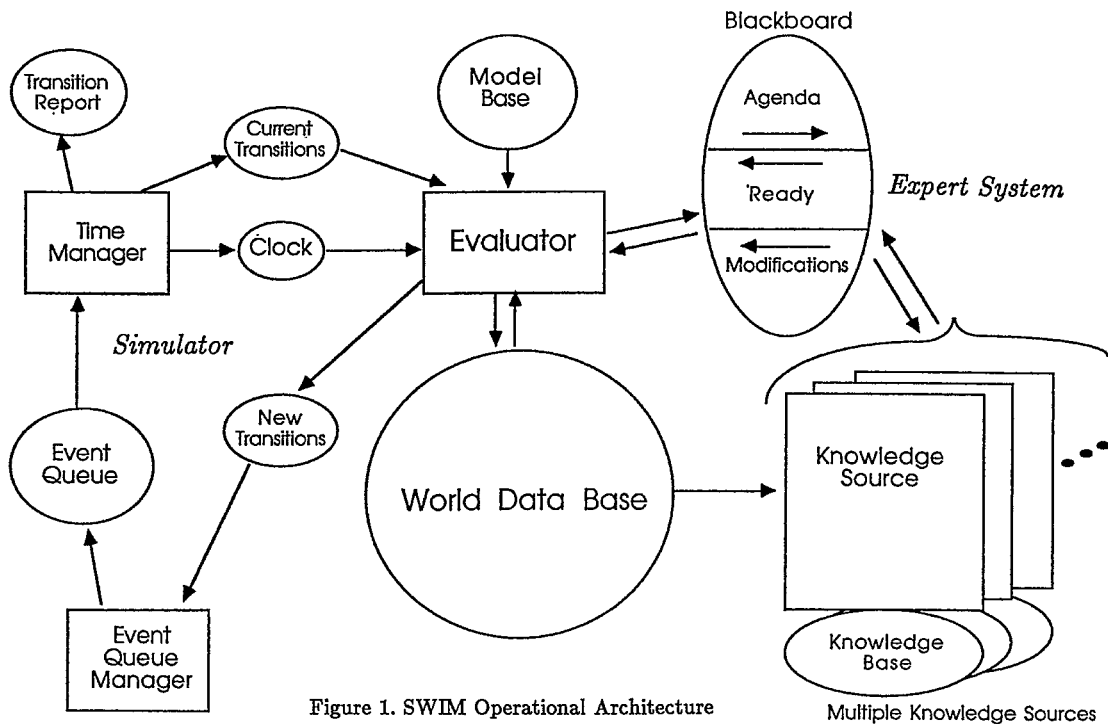 Blackboard
Transition
Report
Model
Base
Agenda
Current
Transitions
Ready
Expert System
Time
Manager
Clock
Evaluator
Modifications
Simulator
New
Transitions
Event
Queue
Knowledge
Source
World Data Base
Event
Queue
Manager
Knowledge
Base
Figure 1. SWIM Operational Architecture
Multiple Knowledge Sources